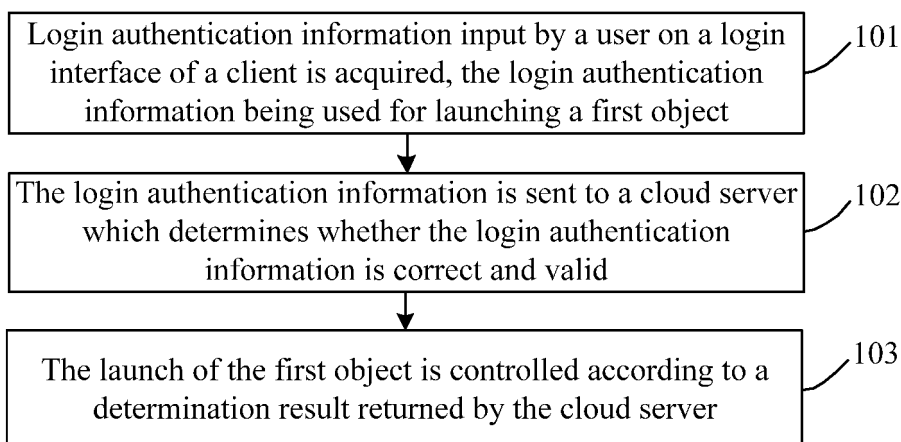 Login authentication information input by a user on a login
interface of a client is acquired, the login authentication
information being used for launching a first object
101
The login authentication information is sent to a cloud server
which determines whether the login authentication
information is correct and valid
102
The launch of the first object is controlled according to a
determination result returned by the cloud server
103